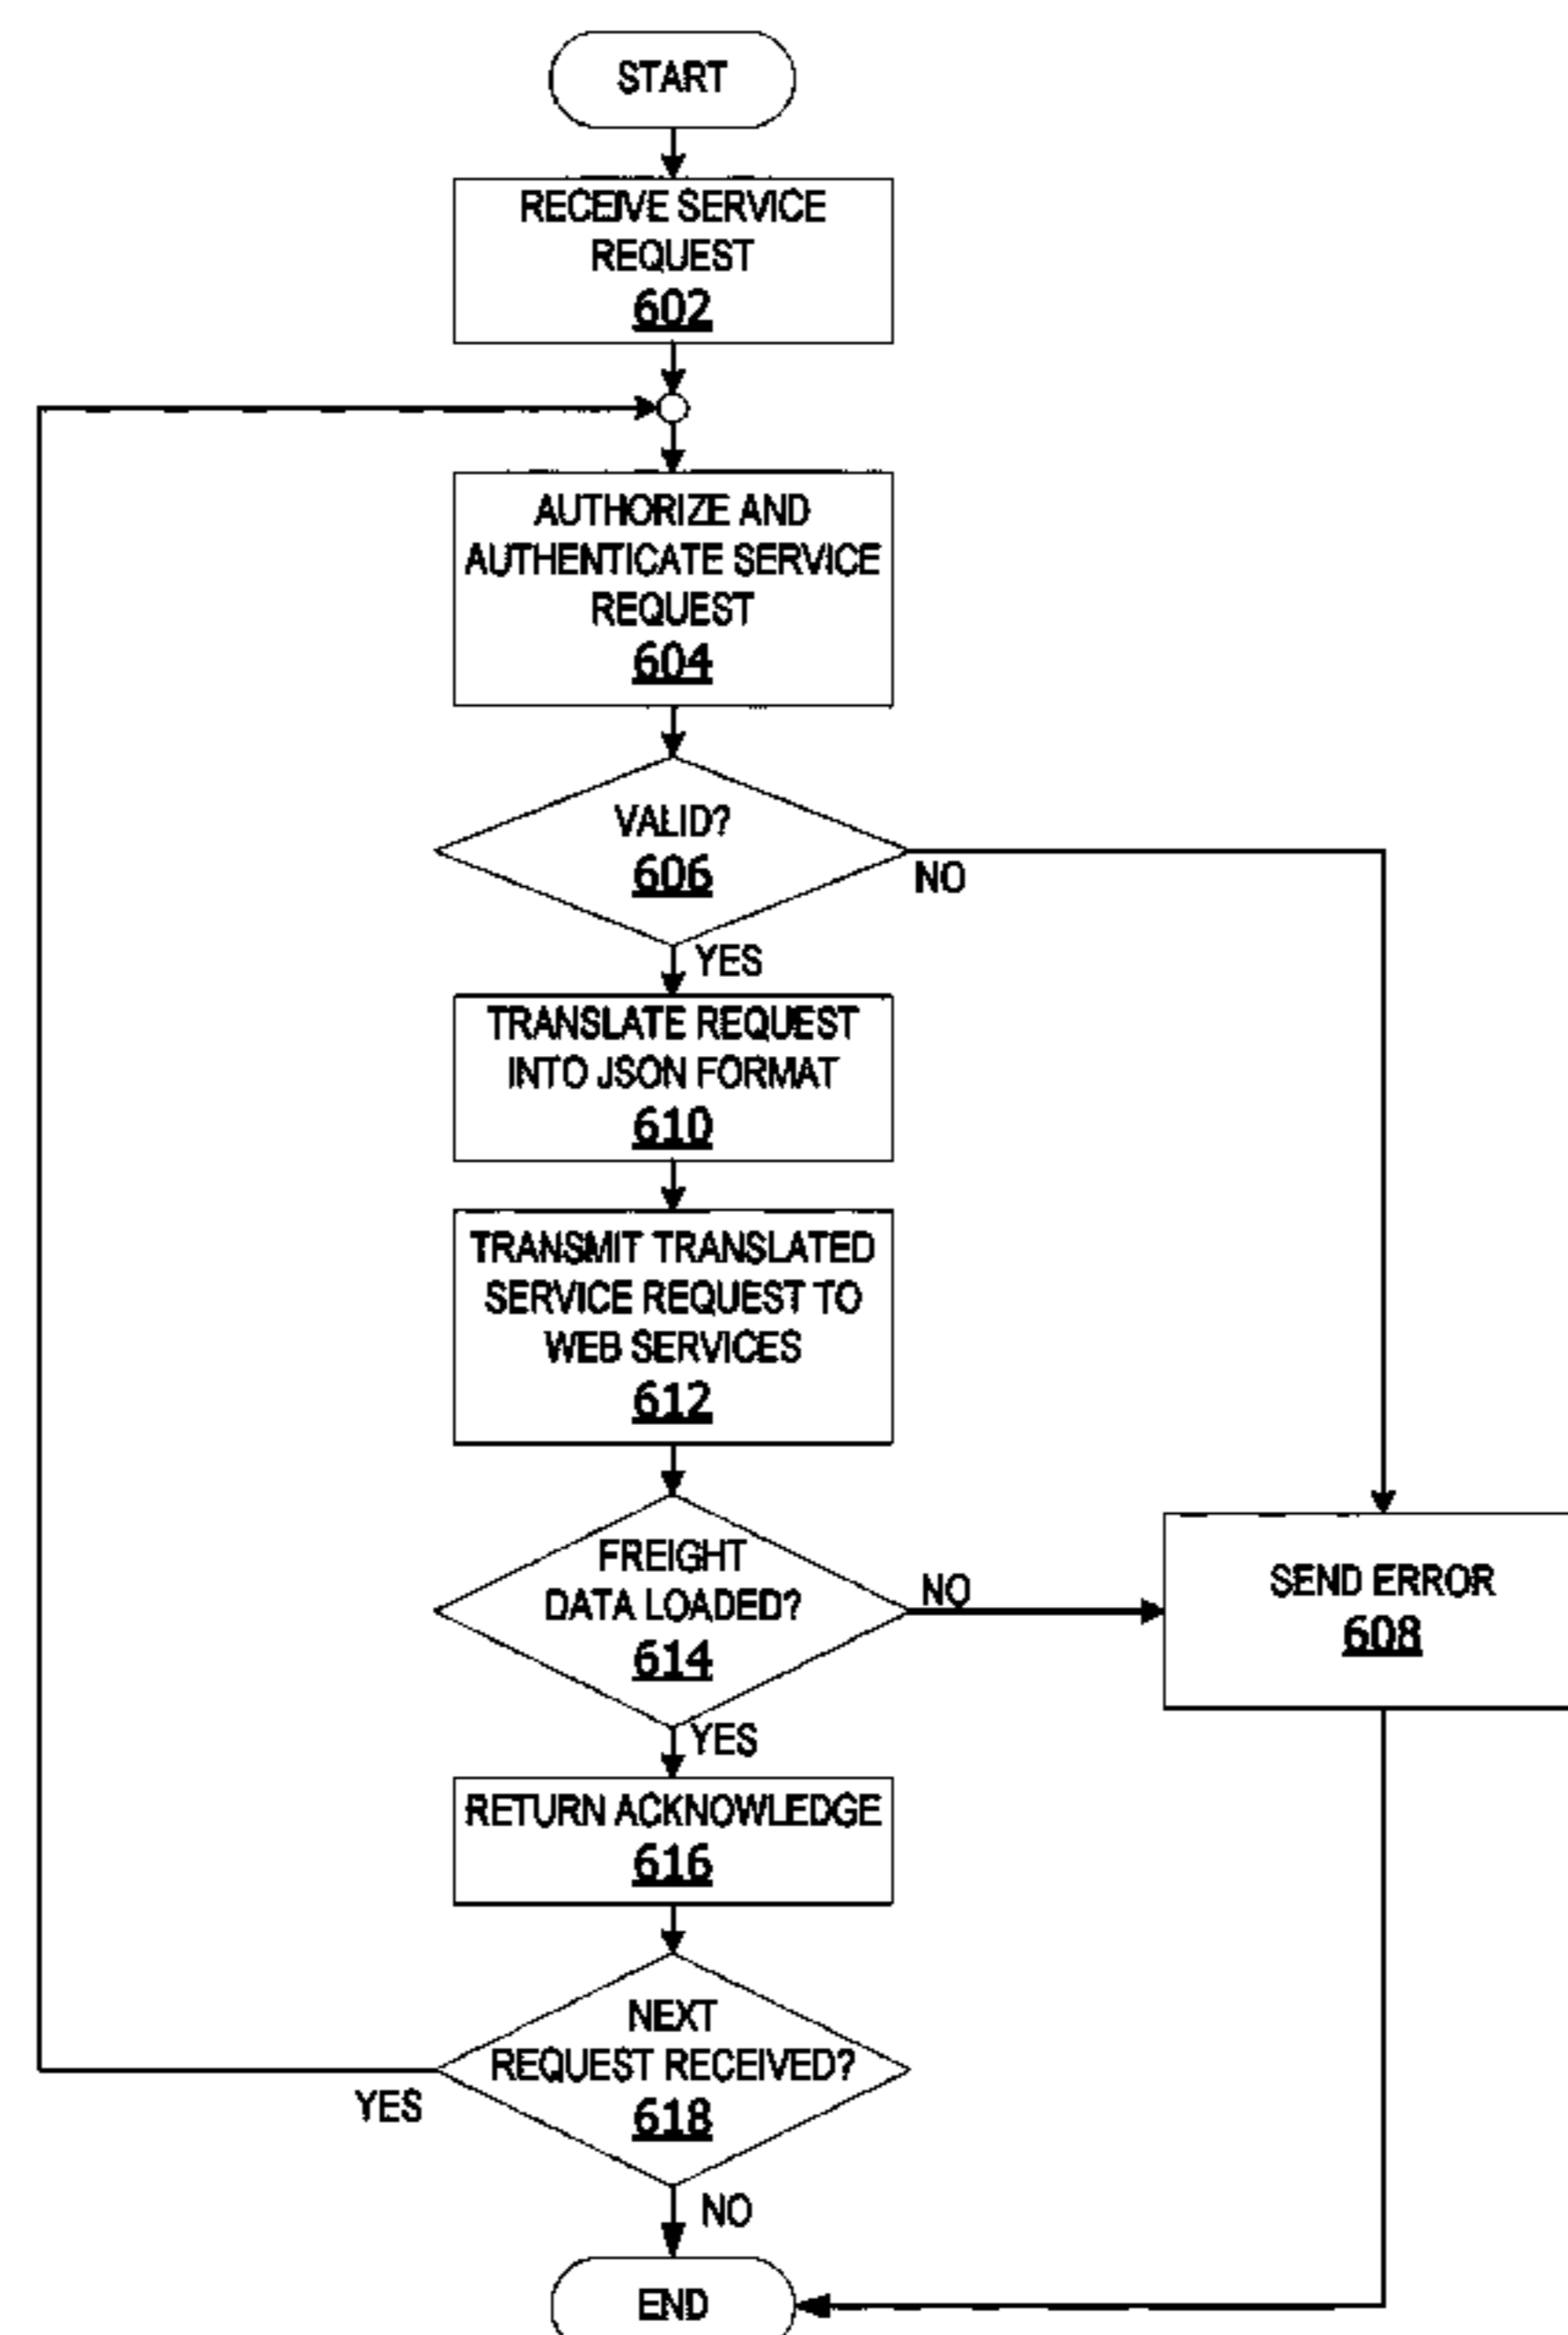 START
RECEIVE SERVICE
REQUEST
602
AUTHORIZE AND
AUTHENTICATE SERVICE
REQUEST
604
VALID?
606
NO
YES
TRANSLATE REQUEST
INTO JSON FORMAT
610
TRANSMIT TRANSLATED
SERVICE REQUEST TO
WEB SERVICES
612
FREIGHT
DATA LOADED?
614
NO
SEND ERROR
608
YES
RETURN ACKNOWLEDGE
616
NEXT
REQUEST RECEIVED?
618
YES
NO
END